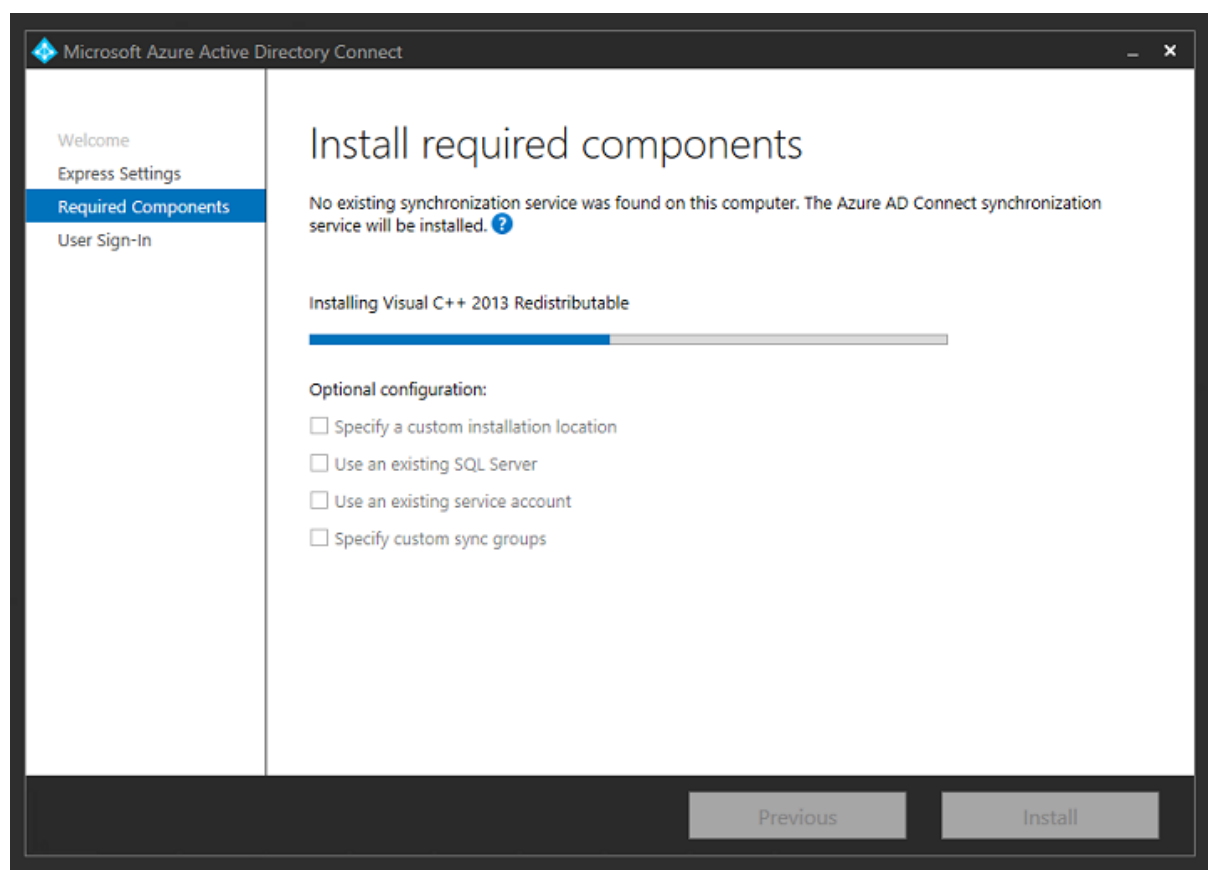 Microsoft Azure Active Directory Connect
Welcome
Express Settings
Required Components
User Sign-In
Install required components
No existing synchronization service was found on this computer. The Azure AD Connect synchronization
service will be installed. ?
Installing Visual C++ 2013 Redistributable
Optional configuration:
Specify a custom installation location
Use an existing SQL Server
Use an existing service account
Specify custom sync groups
Previous
Install